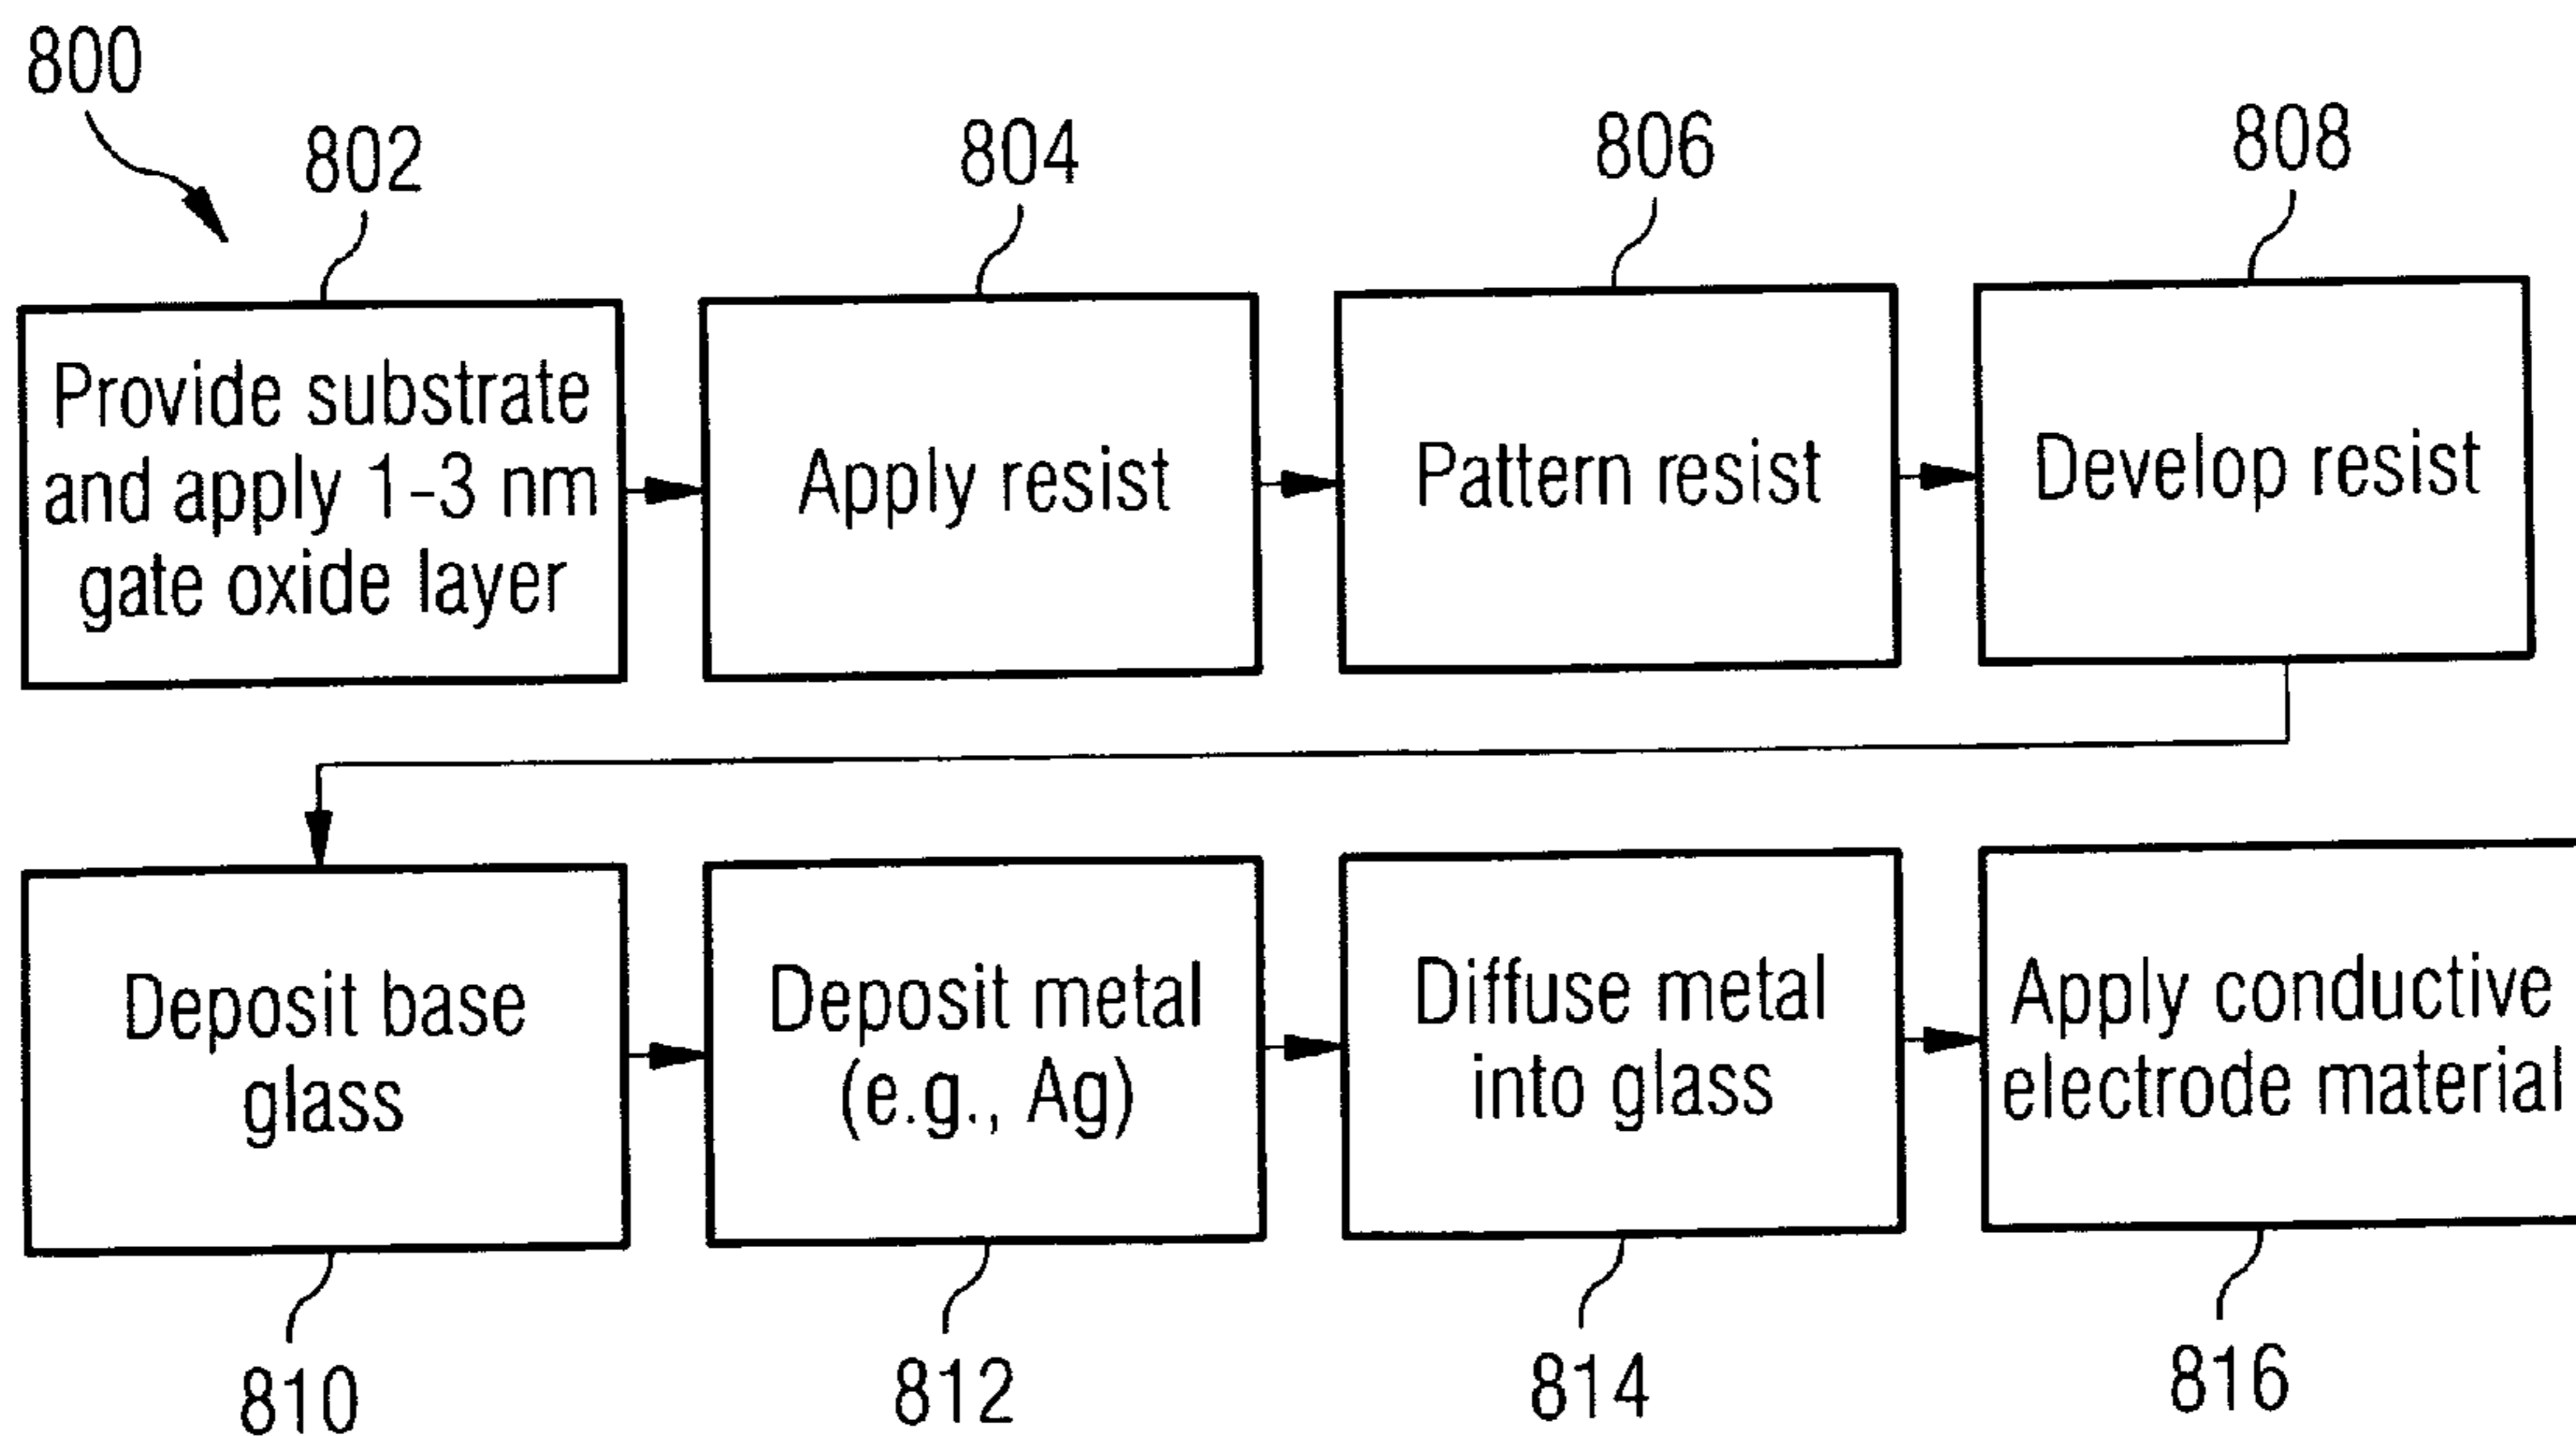 800
802
804
806
808
Provide substrate
and apply 1-3 nm
gate oxide layer
Apply resist
Pattern resist
Develop resist
Deposit base
glass
Deposit metal
(e.g., Ag)
Diffuse metal
into glass
Apply conductive
electrode material
810
812
814
816